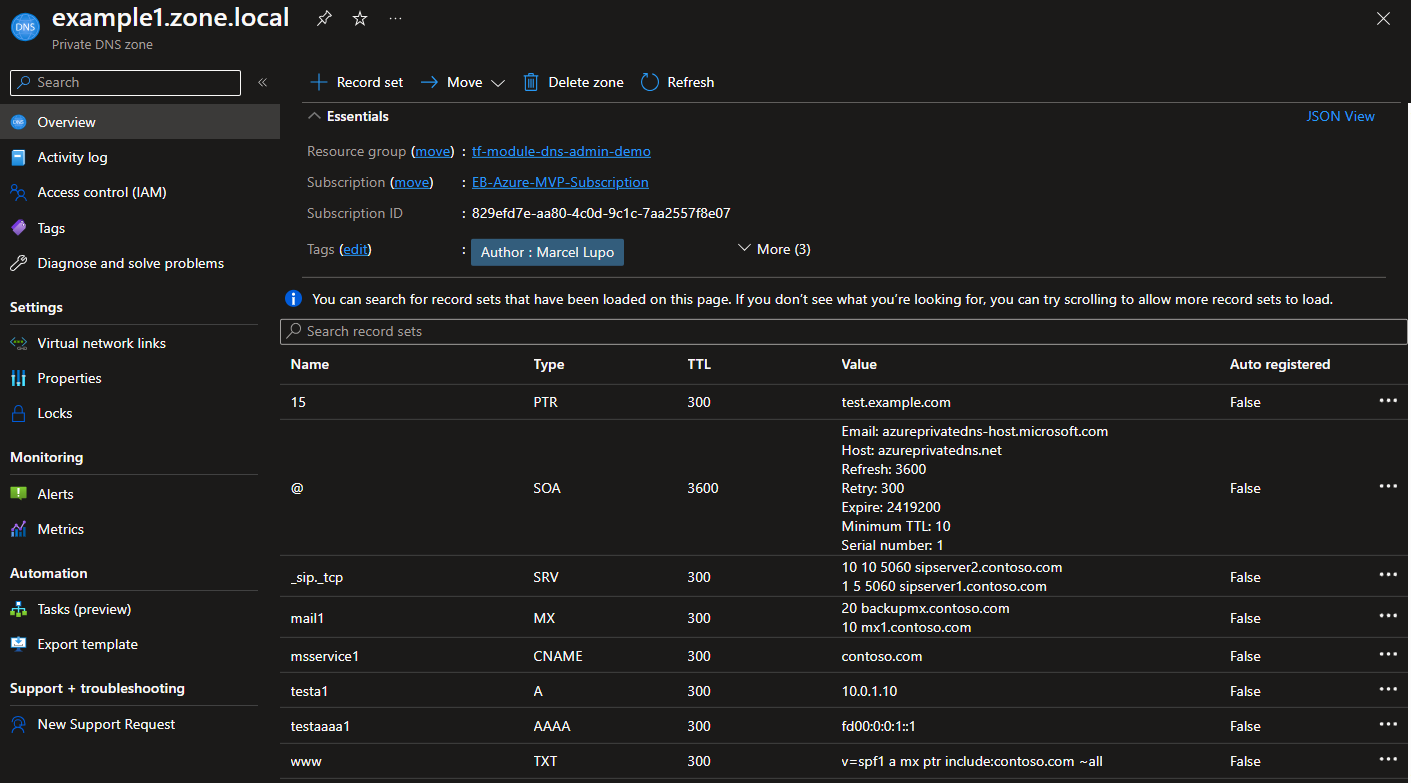 example1.zone.local
Private DNS zone
Search
Overview
Activity log
Access control (IAM)
Tags
Diagnose and solve problems
Settings
Virtual network links
Properties
Locks
Monitoring
Alerts
Metrics
Automation
Tasks (preview)
Export template
Support + troubleshooting
New Support Request
Record set Move Delete zone Refresh
Essentials JSON View
Resource group (move) : tf-module-dns-admin-demo
Subscription (move) : EB-Azure-MVP-Subscription
Subscription ID : 829efd7e-aa80-4c0d-9c1c-7aa2557f8e07
Tags (edit) : Author : Marcel Lupo More (3)
You can search for record sets that have been loaded on this page. If you don't see what you're looking for, you can try scrolling to allow more record sets to load.
Search record sets
Name Type TTL Value Auto registered
15 PTR 300 test.example.com False
@ SOA 3600 Email: azureprivatedns-host.microsoft.com
Host: azureprivatedns.net
Refresh: 3600
Retry: 300
Expire: 2419200
Minimum TTL: 10
Serial number: 1 False
_sip._tcp SRV 300 10 10 5060 sipserver2.contoso.com
1 5 5060 sipserver1.contoso.com False
mail1 MX 300 20 backupmx.contoso.com
10 mx1.contoso.com False
msservice1 CNAME 300 contoso.com False
testa1 A 300 10.0.1.10 False
testaaaa1 AAAA 300 fd00:0:0:1::1 False
www TXT 300 v=spf1 a mx ptr include:contoso.com ~all False